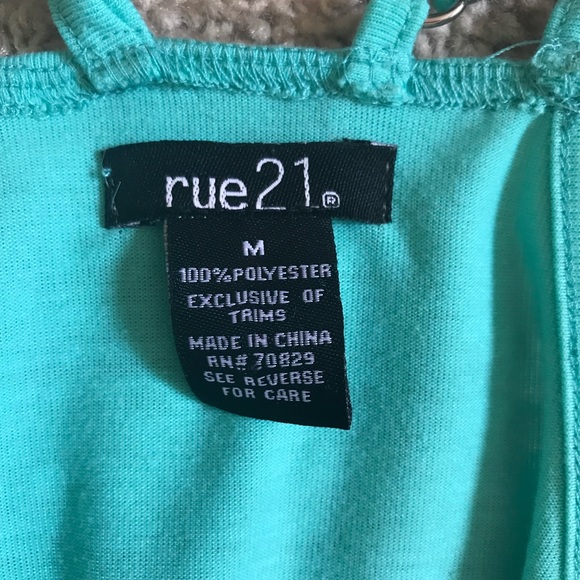 rue21®
M
100%POLYESTER
EXCLUSIVE OF
TRIMS
MADE IN CHINA
RN# 70829
SEE REVERSE
FOR CARE